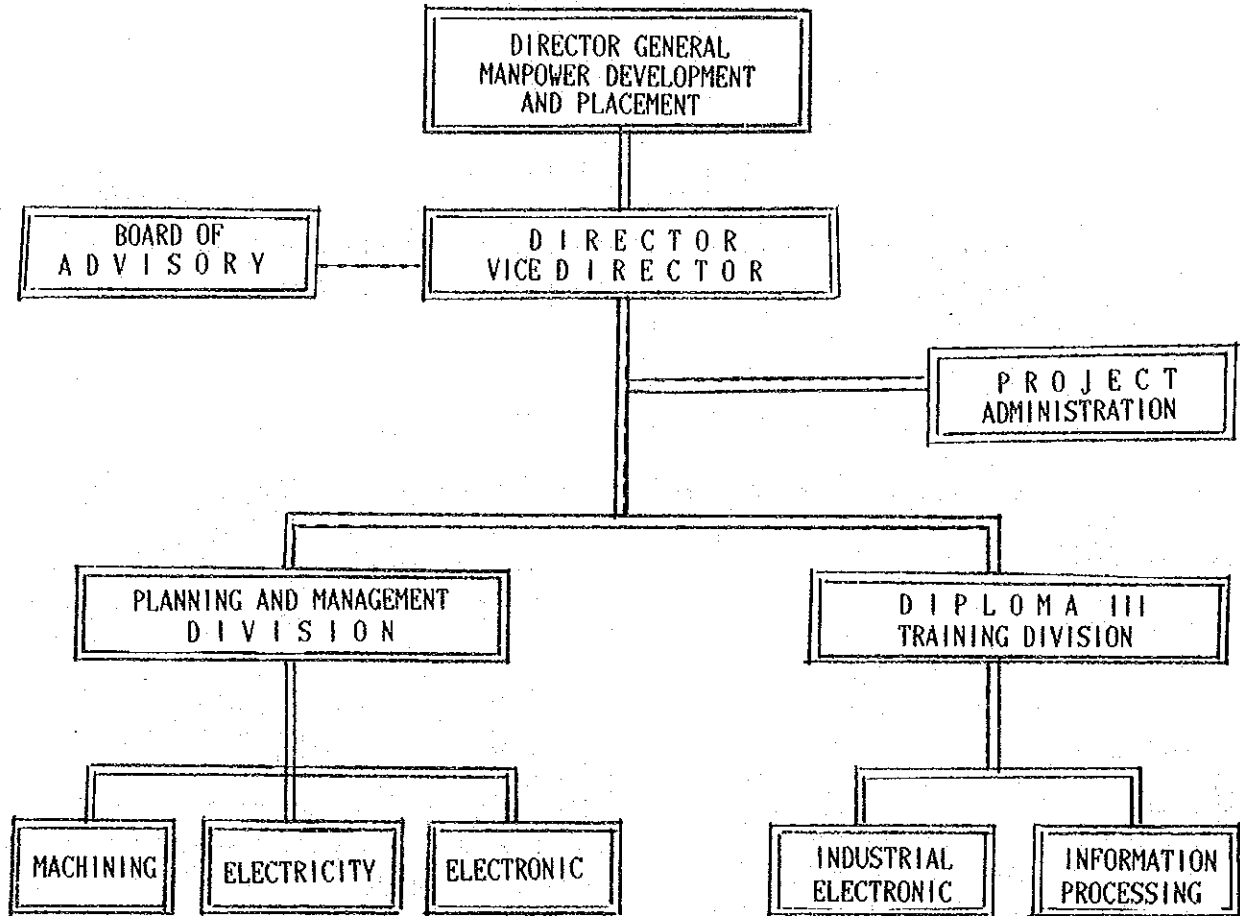 DIRECTOR GENERAL
MANPOWER DEVELOPMENT
AND PLACEMENT
BOARD OF
ADVISORY
DIRECTOR
VICE DIRECTOR
PROJECT
ADMINISTRATION
PLANNING AND MANAGEMENT
DIVISION
DIPLOMA III
TRAINING DIVISION
MACHINING
ELECTRICITY
ELECTRONIC
INDUSTRIAL
ELECTRONIC
INFORMATION
PROCESSING